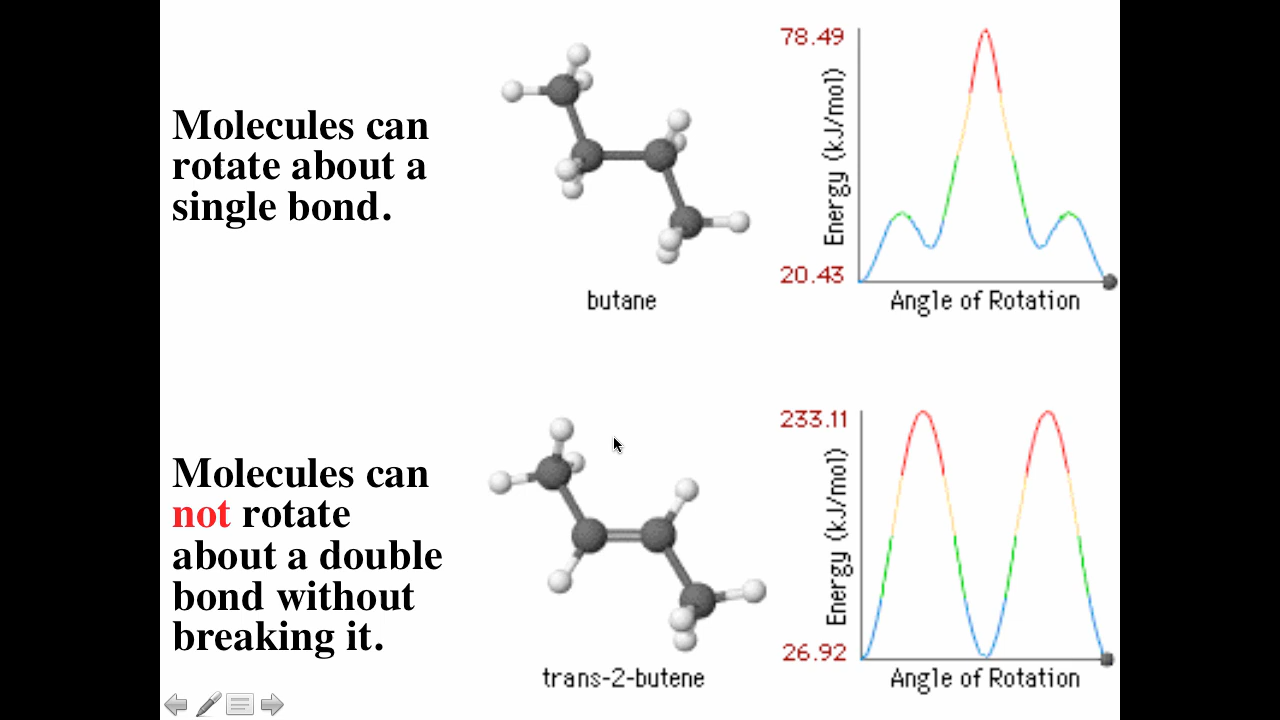 Molecules can
rotate about a
single bond.
butane
78.49
Energy (kJ/mol)
20.43
Angle of Rotation
Molecules can
not rotate
about a double
bond without
breaking it.
trans-2-butene
233.11
Energy (kJ/mol)
26.92
Angle of Rotation